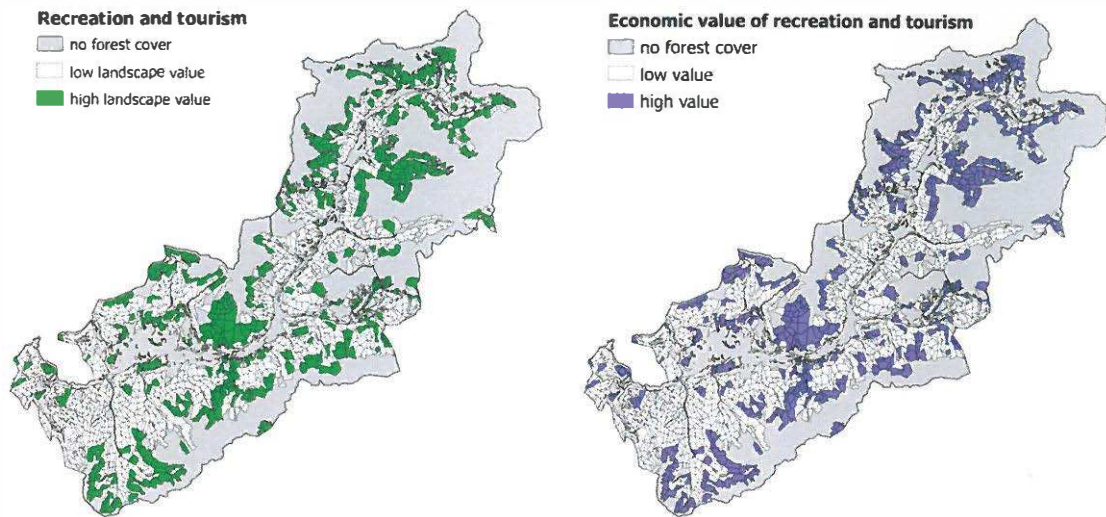 Recreation and tourism
no forest cover
low landscape value
high landscape value
Economic value of recreation and tourism
no forest cover
low value
high value